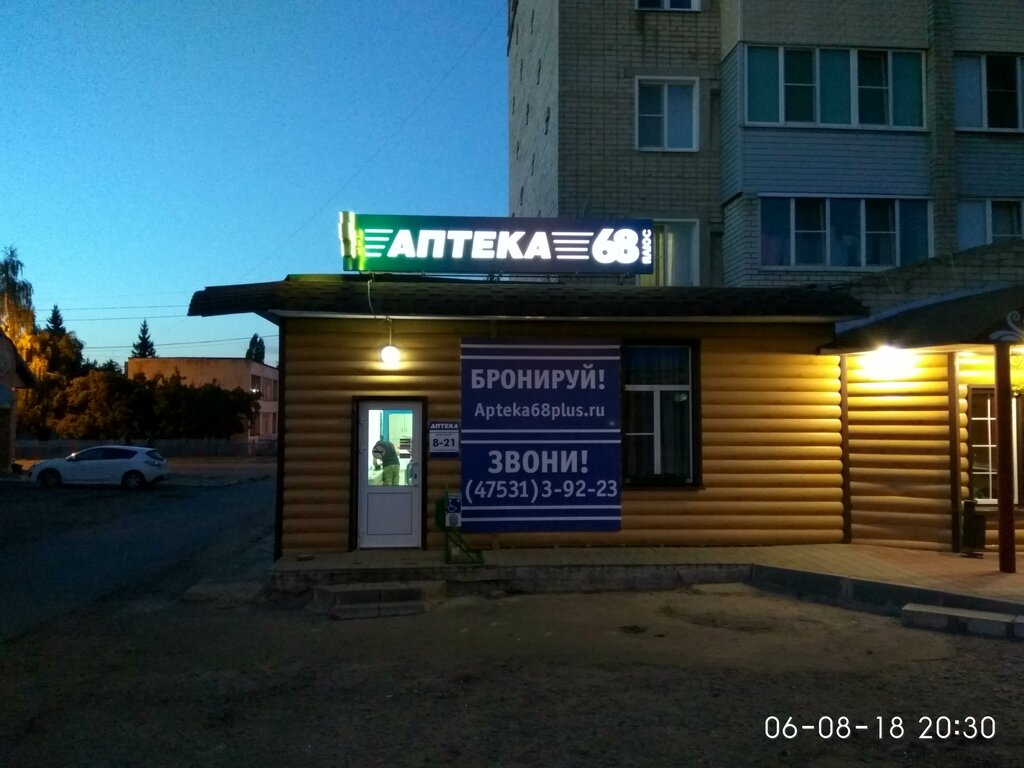 АПТЕКА 68 ПЛЮС
БРОНИРУЙ!
Apteka68plus.ru
ЗВОНИ!
(47531)3-92-23
АПТЕКА
8-21
06-08-18 20:30